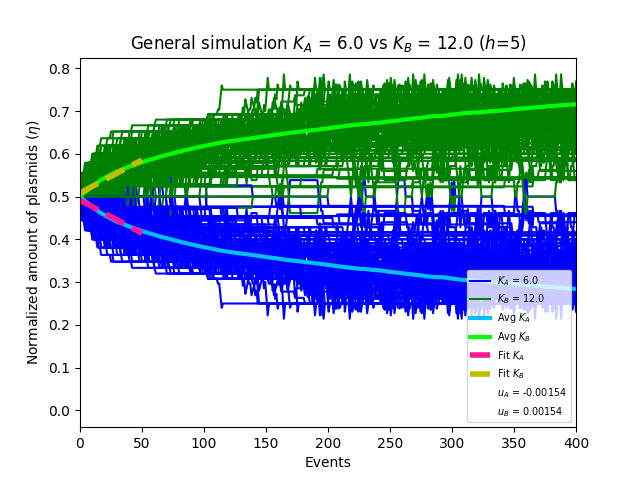 General simulation K_A = 6.0 vs K_B = 12.0 (h=5)
Normalized amount of plasmids (η)
0.8
0.7
0.6
0.5
0.4
0.3
0.2
0.1
0.0
K_A = 6.0
K_B = 12.0
Avg K_A
Avg K_B
Fit K_A
Fit K_B
u_A = -0.00154
u_B = 0.00154
0 50 100 150 200 250 300 350 400
Events